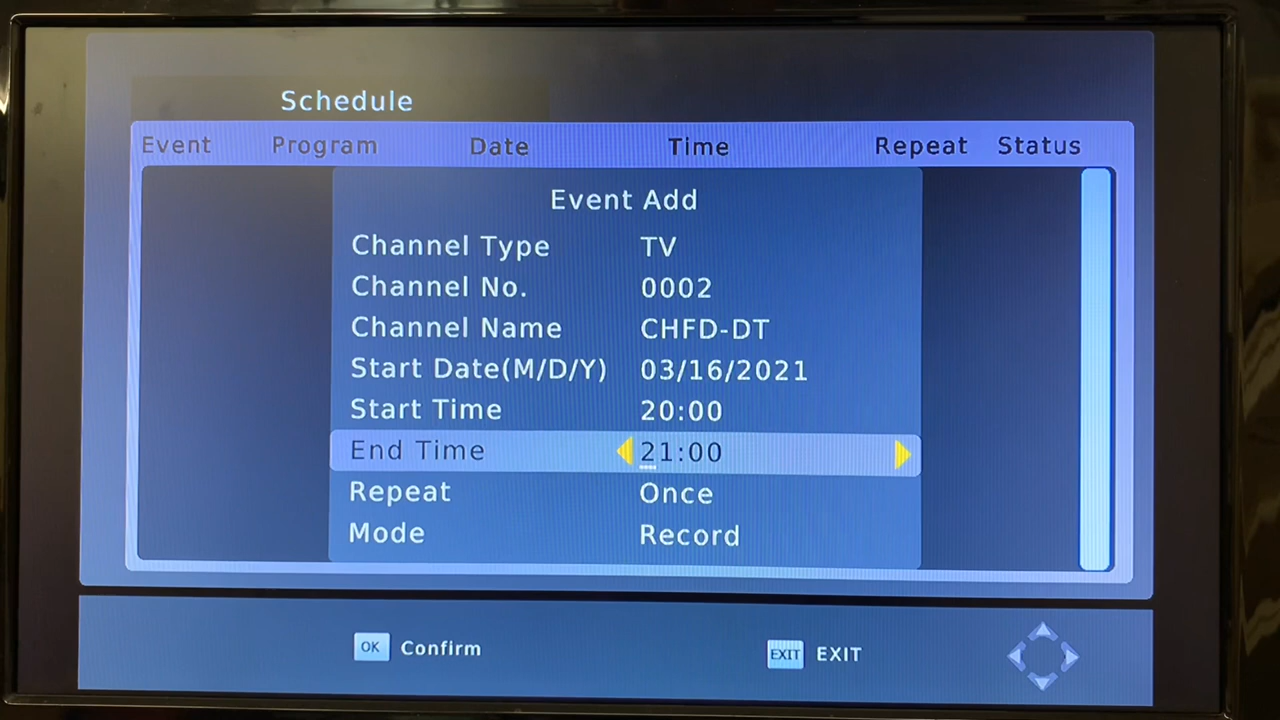 Schedule
Event Program Date Time Repeat Status
Event Add
Channel Type TV
Channel No. 0002
Channel Name CHFD-DT
Start Date(M/D/Y) 03/16/2021
Start Time 20:00
End Time 21:00
Repeat Once
Mode Record
OK Confirm EXIT EXIT